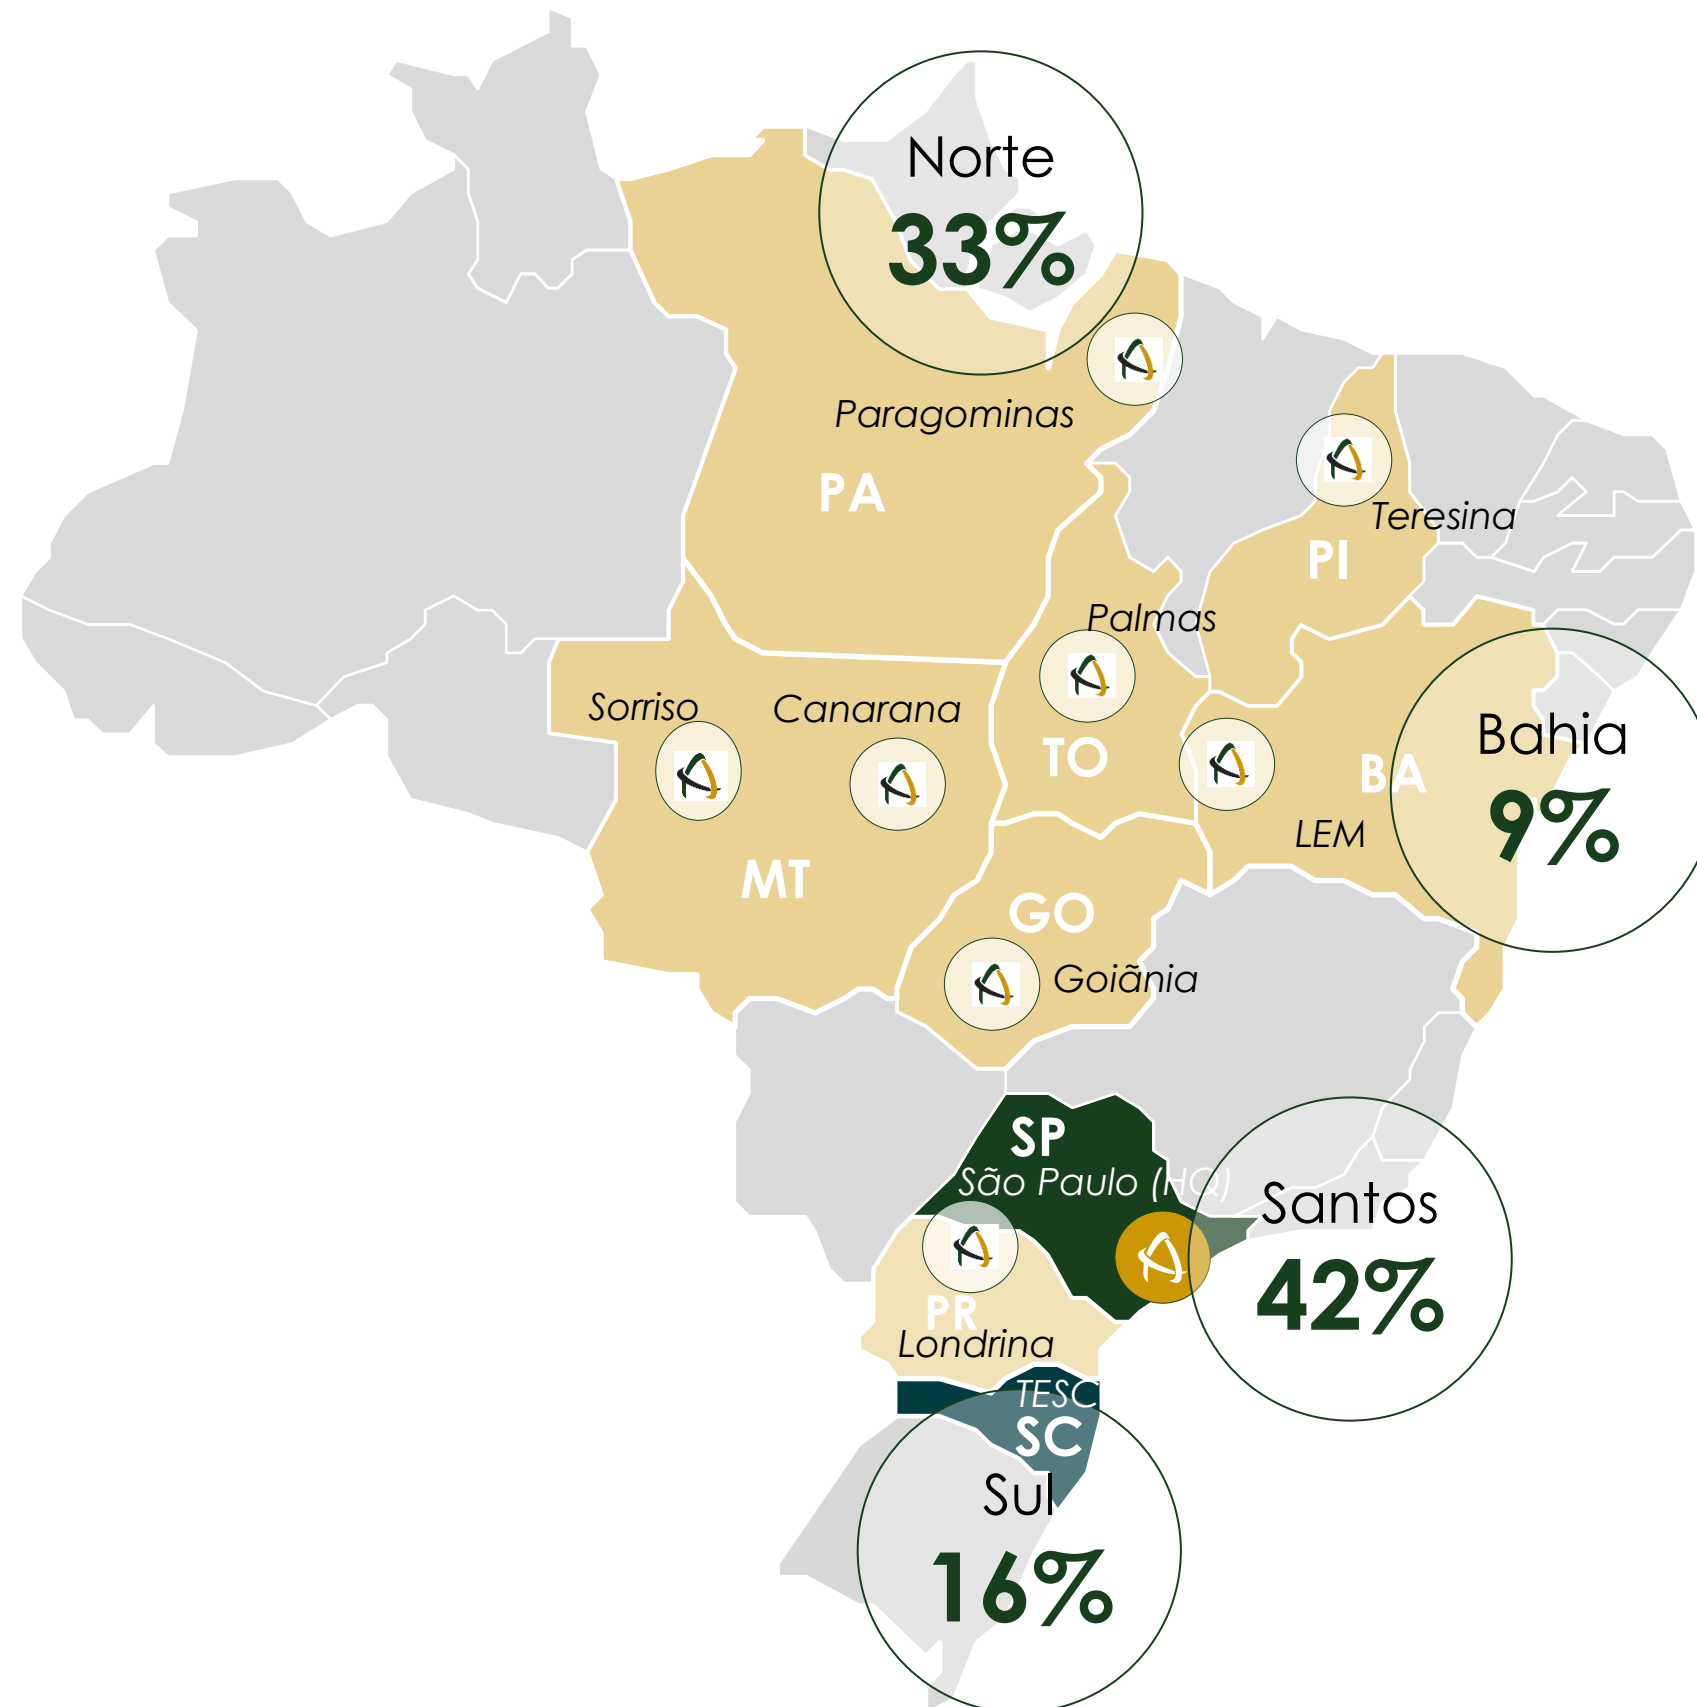 Norte
33%
Paragominas
PA
Teresina
PI
Palmas
TO
Sorriso
Canarana
MT
Bahia
9%
BA
LEM
GO
Goiãnia
SP
São Paulo (HQ)
Santos
42%
PR
Londrina
TESC
SC
Sul
16%